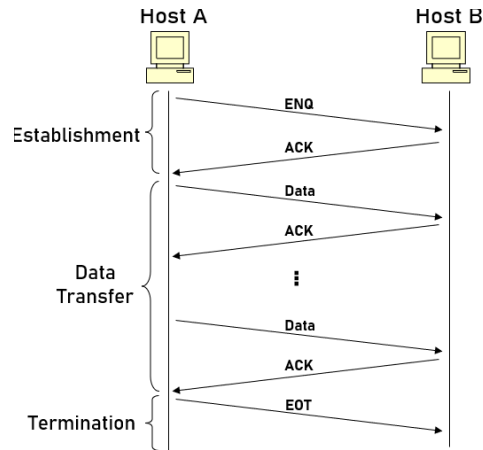 Host A
Host B
ENQ
Establishment
ACK
Data
ACK
Data
Transfer
Data
ACK
EOT
Termination